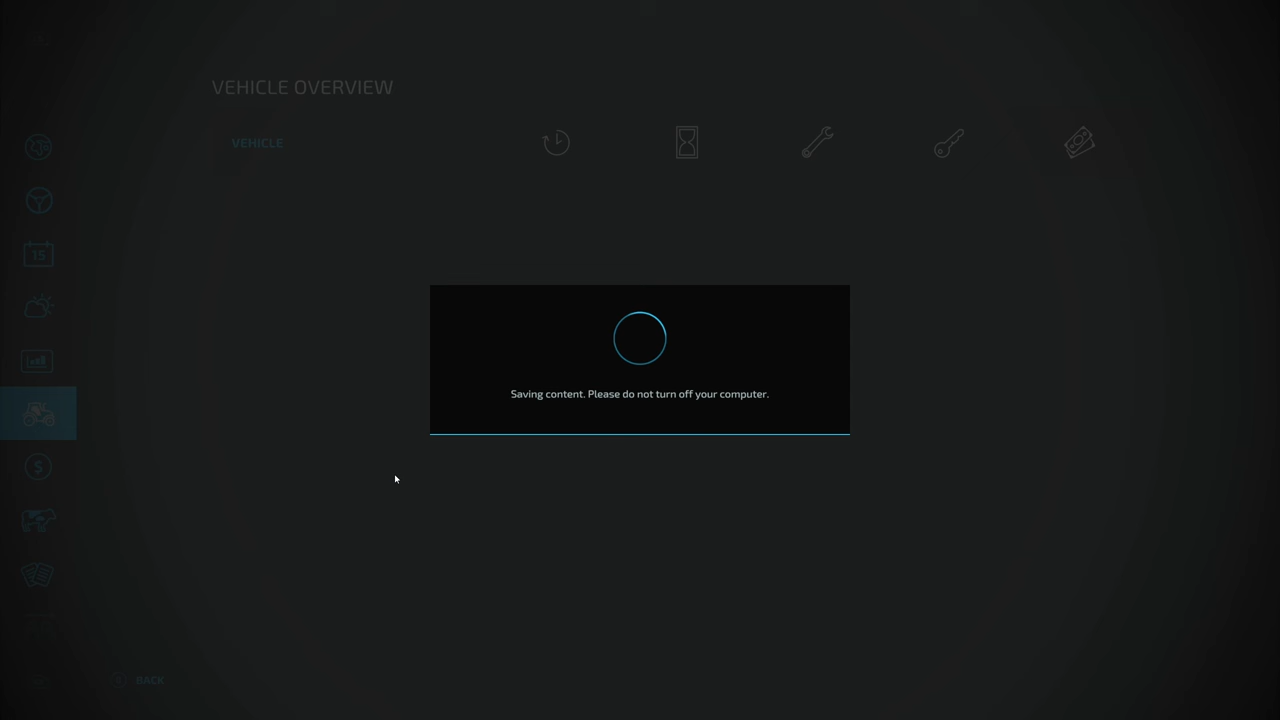 VEHICLE OVERVIEW
VEHICLE
15
Saving content. Please do not turn off your computer.
$
BACK